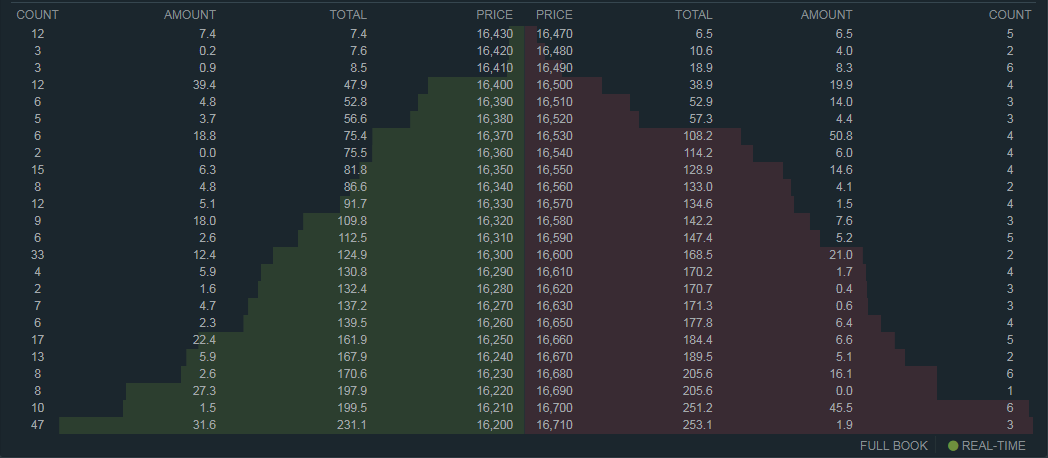 COUNT AMOUNT TOTAL PRICE PRICE TOTAL AMOUNT COUNT
12 7.4 7.4 16,430 16,470 6.5 6.5 5
3 0.2 7.6 16,420 16,480 10.6 4.0 2
3 0.9 8.5 16,410 16,490 18.9 8.3 6
12 39.4 47.9 16,400 16,500 38.9 19.9 4
6 4.8 52.8 16,390 16,510 52.9 14.0 3
5 3.7 56.6 16,380 16,520 57.3 4.4 3
6 18.8 75.4 16,370 16,530 108.2 50.8 4
2 0.0 75.5 16,360 16,540 114.2 6.0 4
15 6.3 81.8 16,350 16,550 128.9 14.6 4
8 4.8 86.6 16,340 16,560 133.0 4.1 2
12 5.1 91.7 16,330 16,570 134.6 1.5 4
9 18.0 109.8 16,320 16,580 142.2 7.6 3
6 2.6 112.5 16,310 16,590 147.4 5.2 5
33 12.4 124.9 16,300 16,600 168.5 21.0 2
4 5.9 130.8 16,290 16,610 170.2 1.7 4
2 1.6 132.4 16,280 16,620 170.7 0.4 3
7 4.7 137.2 16,270 16,630 171.3 0.6 3
6 2.3 139.5 16,260 16,650 177.8 6.4 4
17 22.4 161.9 16,250 16,660 184.4 6.6 5
13 5.9 167.9 16,240 16,670 189.5 5.1 2
8 2.6 170.6 16,230 16,680 205.6 16.1 6
8 27.3 197.9 16,220 16,690 205.6 0.0 1
10 1.5 199.5 16,210 16,700 251.2 45.5 6
47 31.6 231.1 16,200 16,710 253.1 1.9 3
FULL BOOK REAL-TIME